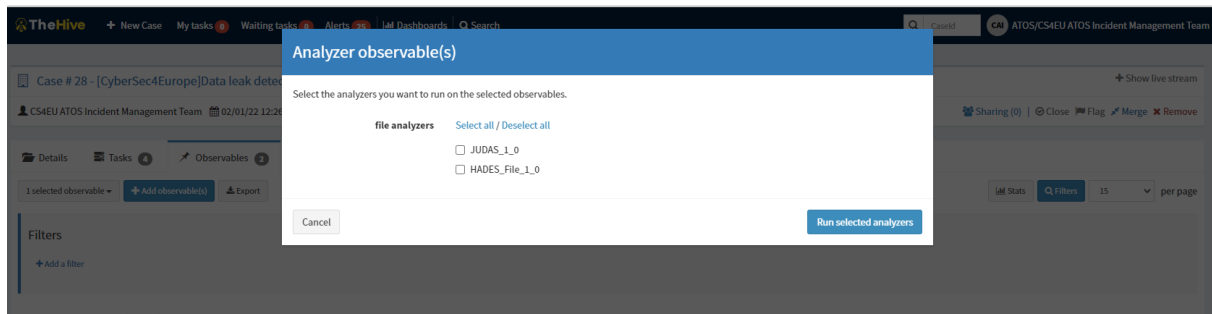 TheHive + New Case My tasks 0 Waiting tasks 0 Alerts 25 Dashboards Search CaseId CAI ATOS/CS4EU ATOS Incident Management Team
Analyzer observable(s)
Case # 28 - [CyberSec4Europe]Data leak detec
+ Show live stream
Select the analyzers you want to run on the selected observables.
CS4EU ATOS Incident Management Team 02/01/22 12:26
Sharing (0) | Close Flag Merge Remove
file analyzers Select all / Deselect all
JUDAS_1_0
HADES_File_1_0
Details Tasks 4 Observables 2
1 selected observable + Add observable(s) Export
Stats Filters 15 per page
Cancel Run selected analyzers
Filters
+ Add a filter